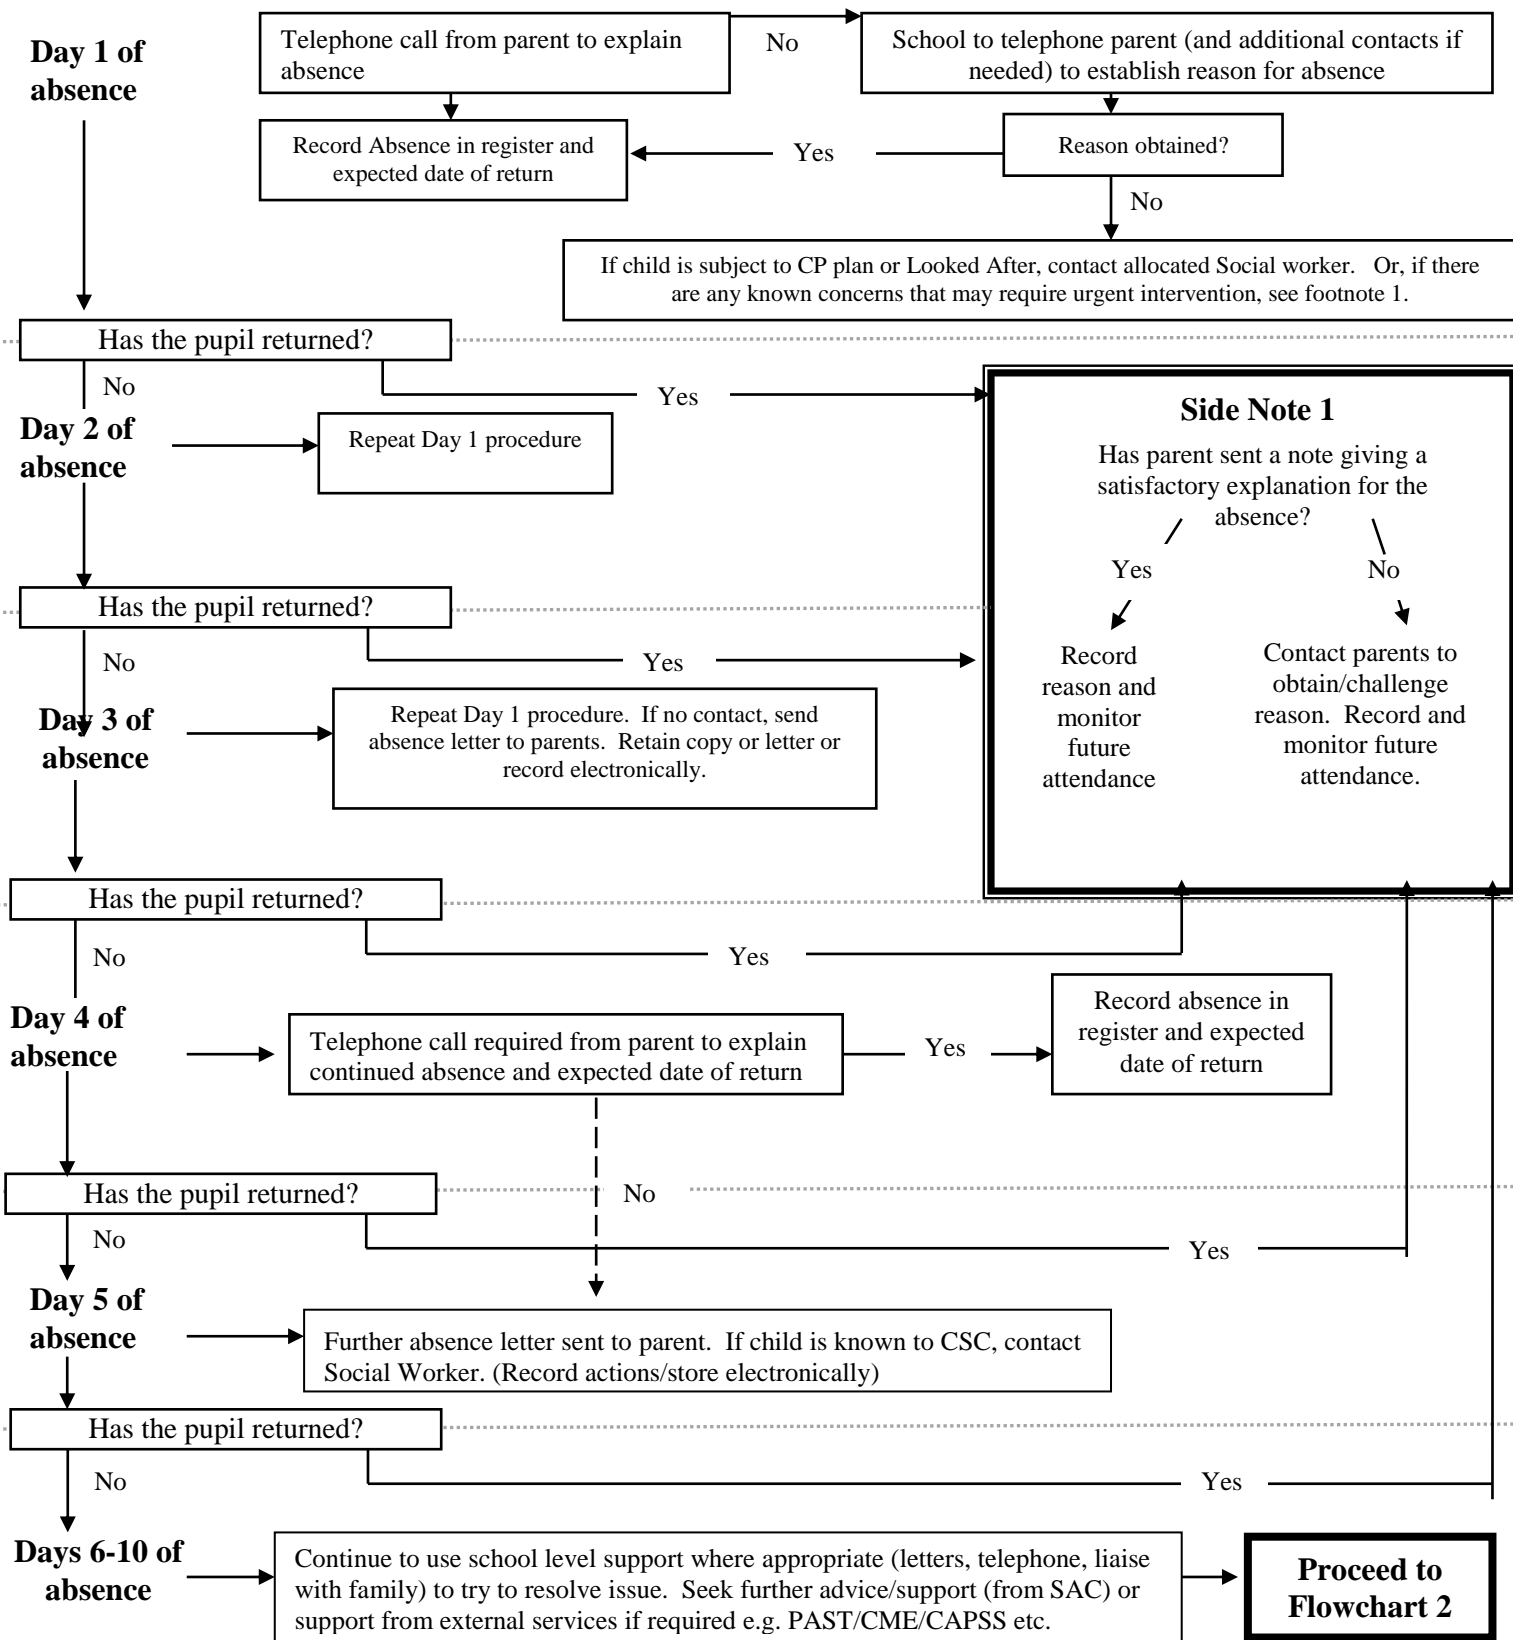 Day 1 of
absence
Telephone call from parent to explain
absence
No
School to telephone parent (and additional contacts if
needed) to establish reason for absence
Record Absence in register and
expected date of return
Yes
Reason obtained?
No
If child is subject to CP plan or Looked After, contact allocated Social worker.   Or, if there
are any known concerns that may require urgent intervention, see footnote 1.
Has the pupil returned?
No
Yes
Day 2 of
absence
Repeat Day 1 procedure
Side Note 1
Has parent sent a note giving a
satisfactory explanation for the
absence?
Yes
No
Record
reason and
monitor
future
attendance
Contact parents to
obtain/challenge
reason.  Record and
monitor future
attendance.
Has the pupil returned?
No
Yes
Day 3 of
absence
Repeat Day 1 procedure.  If no contact, send
absence letter to parents.  Retain copy or letter or
record electronically.
Has the pupil returned?
No
Yes
Day 4 of
absence
Telephone call required from parent to explain
continued absence and expected date of return
Yes
Record absence in
register and expected
date of return
Has the pupil returned?
No
No
Yes
Day 5 of
absence
Further absence letter sent to parent.  If child is known to CSC, contact
Social Worker. (Record actions/store electronically)
Has the pupil returned?
No
Yes
Days 6-10 of
absence
Continue to use school level support where appropriate (letters, telephone, liaise
with family) to try to resolve issue.  Seek further advice/support (from SAC) or
support from external services if required e.g. PAST/CME/CAPSS etc.
Proceed to
Flowchart 2